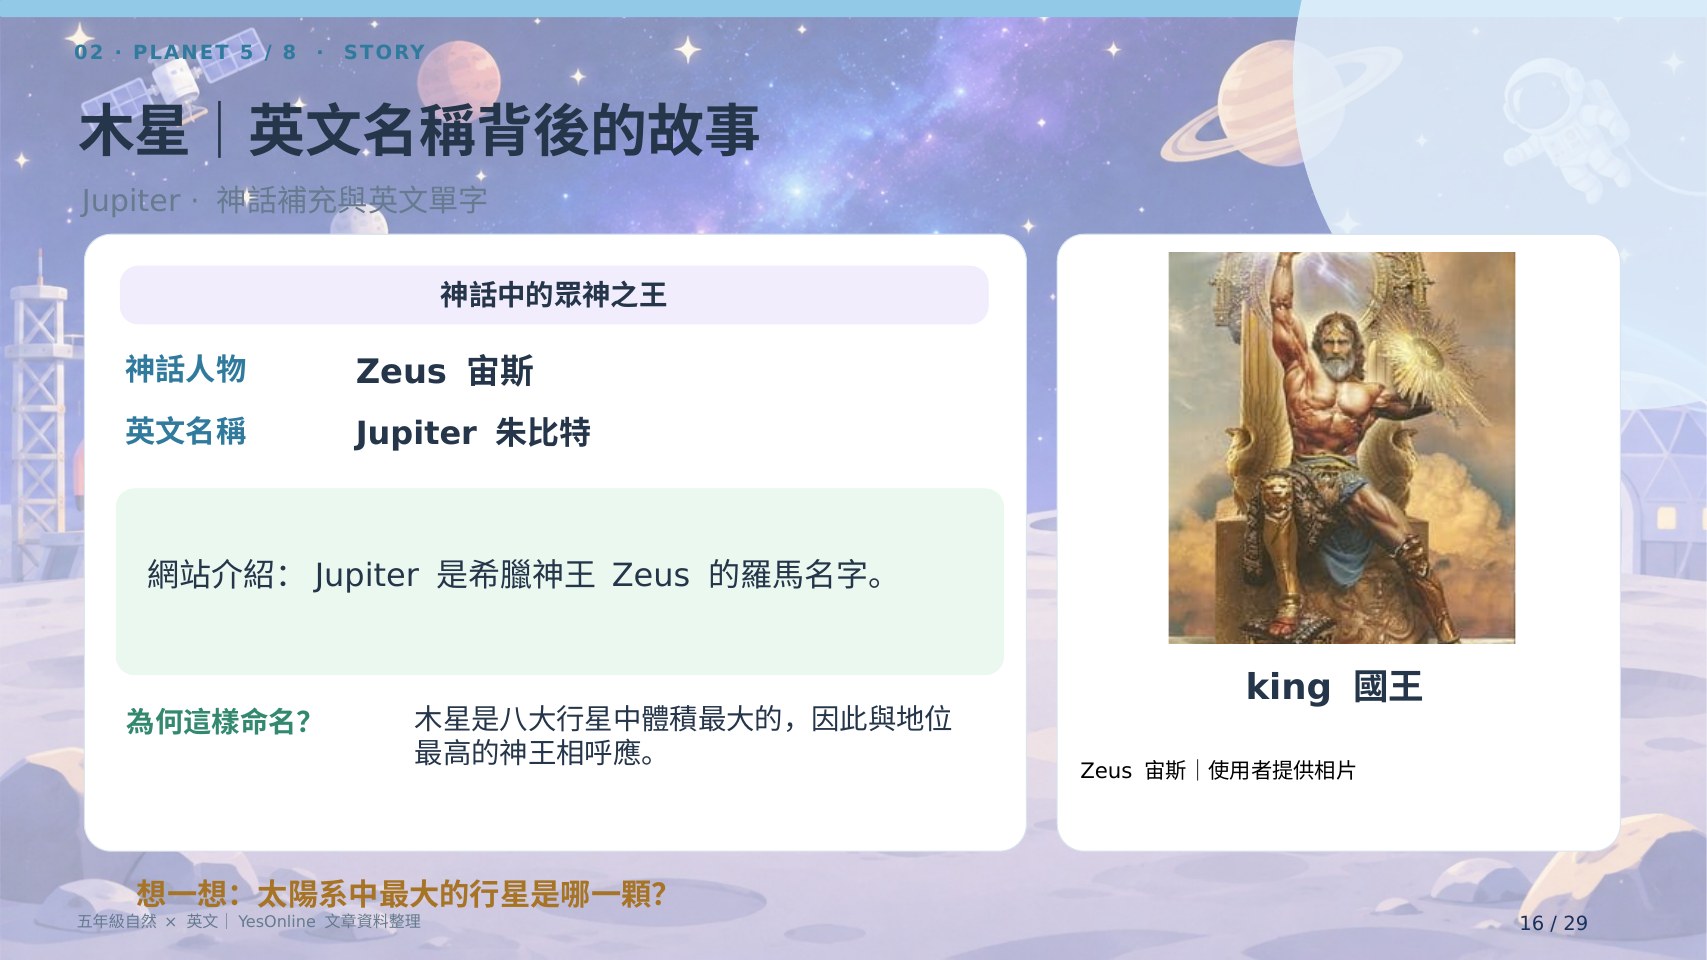 02 · PLANET 5 / 8 · STORY
木星｜英文名稱背後的故事
Jupiter · 神話補充與英文單字
神話中的眾神之王
神話人物 Zeus 宙斯
英文名稱 Jupiter 朱比特
網站介紹： Jupiter 是希臘神王 Zeus 的羅馬名字。
為何這樣命名？ 木星是八大行星中體積最大的，因此與地位
最高的神王相呼應。
king 國王
Zeus 宙斯｜使用者提供相片
想一想：太陽系中最大的行星是哪一顆？
五年級自然 × 英文｜ YesOnline 文章資料整理
16 / 29